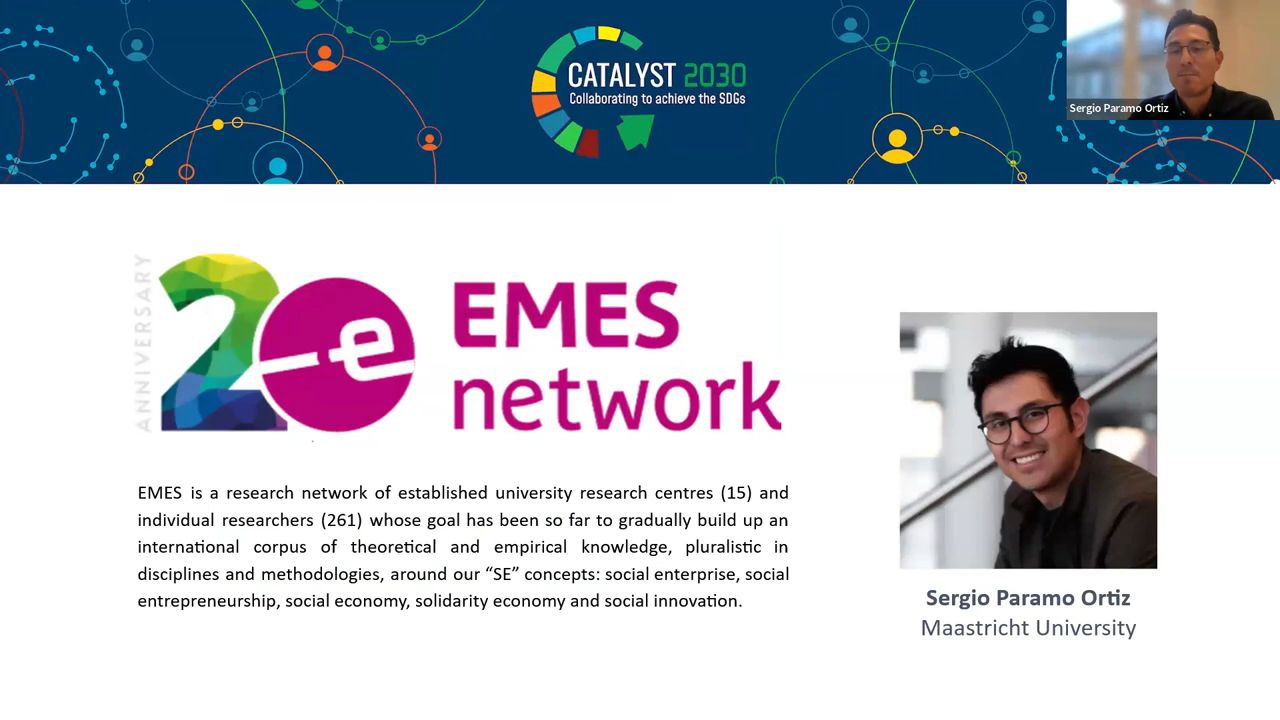 CATALYST 2030
Collaborating to achieve the SDGs
Sergio Paramo Ortiz
ANNIVERSARY
20
e
EMES
network
EMES is a research network of established university research centres (15) and
individual researchers (261) whose goal has been so far to gradually build up an
international corpus of theoretical and empirical knowledge, pluralistic in
disciplines and methodologies, around our “SE” concepts: social enterprise, social
entrepreneurship, social economy, solidarity economy and social innovation.
Sergio Paramo Ortiz
Maastricht University